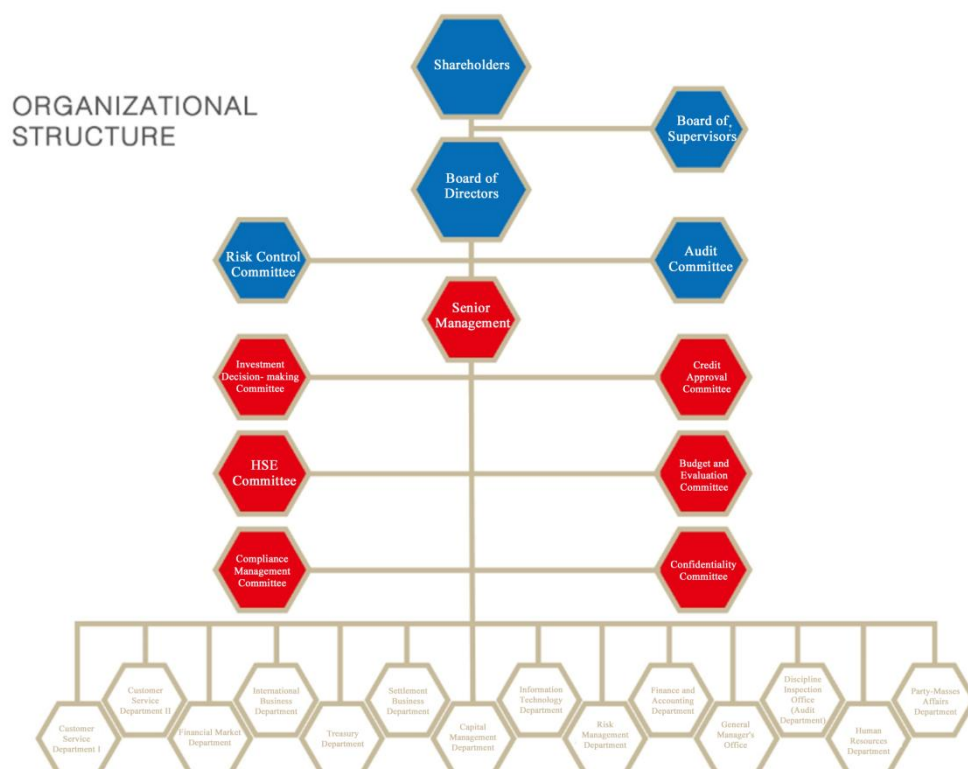 ORGANIZATIONAL
STRUCTURE
Shareholders
Board of
Supervisors
Board of
Directors
Risk Control
Committee
Audit
Committee
Senior
Management
Investment
Decision- making
Committee
Credit
Approval
Committee
HSE
Committee
Budget and
Evaluation
Committee
Compliance
Management
Committee
Confidentiality
Committee
Customer
Service
Department I
Customer
Service
Department II
Financial Market
Department
International
Business
Department
Treasury
Department
Settlement
Business
Department
Capital
Management
Department
Information
Technology
Department
Risk
Management
Department
Finance and
Accounting
Department
General
Manager's
Office
Discipline
Inspection
Office
(Audit
Department)
Human
Resources
Department
Party-Masses
Affairs
Department